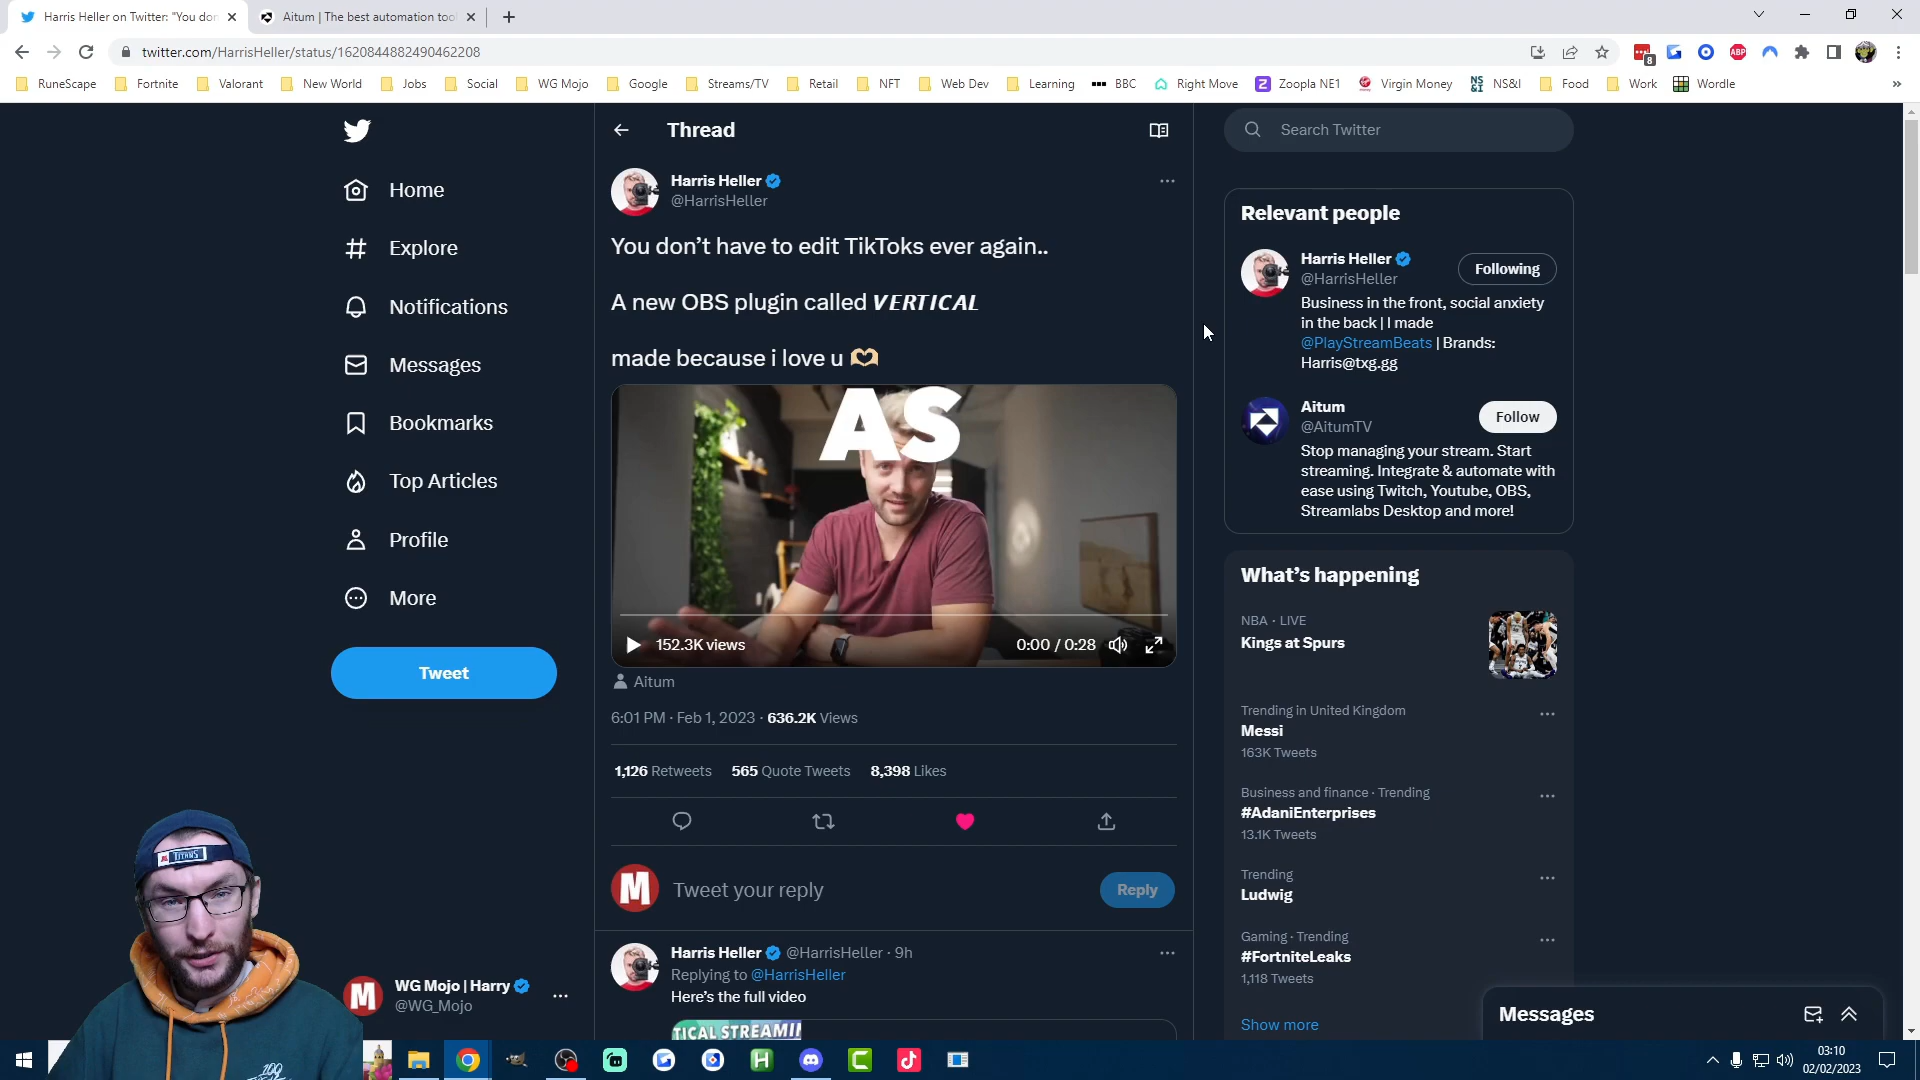 Harris Heller on Twitter: "You don
Aitum | The best automation tool
twitter.com/HarrisHeller/status/1620844882490462208
8
ABP
RuneScape
Fortnite
Valorant
New World
Jobs
Social
WG Mojo
Google
Streams/TV
Retail
NFT
Web Dev
Learning
BBC
Right Move
Zoopla NE1
Virgin Money
NS&I
Food
Work
Wordle
Home
Explore
Notifications
Messages
Bookmarks
Top Articles
Profile
More
Tweet
WG Mojo | Harry
@WG_Mojo
Thread
Harris Heller
@HarrisHeller
You don’t have to edit TikToks ever again..
A new OBS plugin called VERTICAL
made because i love u
AS
152.3K views
0:00 / 0:28
Aitum
6:01 PM · Feb 1, 2023 · 636.2K Views
1,126 Retweets 565 Quote Tweets 8,398 Likes
M
Tweet your reply
Reply
Harris Heller @HarrisHeller · 9h
Replying to @HarrisHeller
Here’s the full video
TICAL STREAMI
Search Twitter
Relevant people
Harris Heller
@HarrisHeller
Following
Business in the front, social anxiety
in the back | I made
@PlayStreamBeats | Brands:
Harris@txg.gg
Aitum
@AitumTV
Follow
Stop managing your stream. Start
streaming. Integrate & automate with
ease using Twitch, Youtube, OBS,
Streamlabs Desktop and more!
What’s happening
NBA · LIVE
Kings at Spurs
Trending in United Kingdom
Messi
163K Tweets
Business and finance · Trending
#AdaniEnterprises
13.1K Tweets
Trending
Ludwig
Gaming · Trending
#FortniteLeaks
1,118 Tweets
Show more
Messages
TITANS
M
03:10
02/02/2023